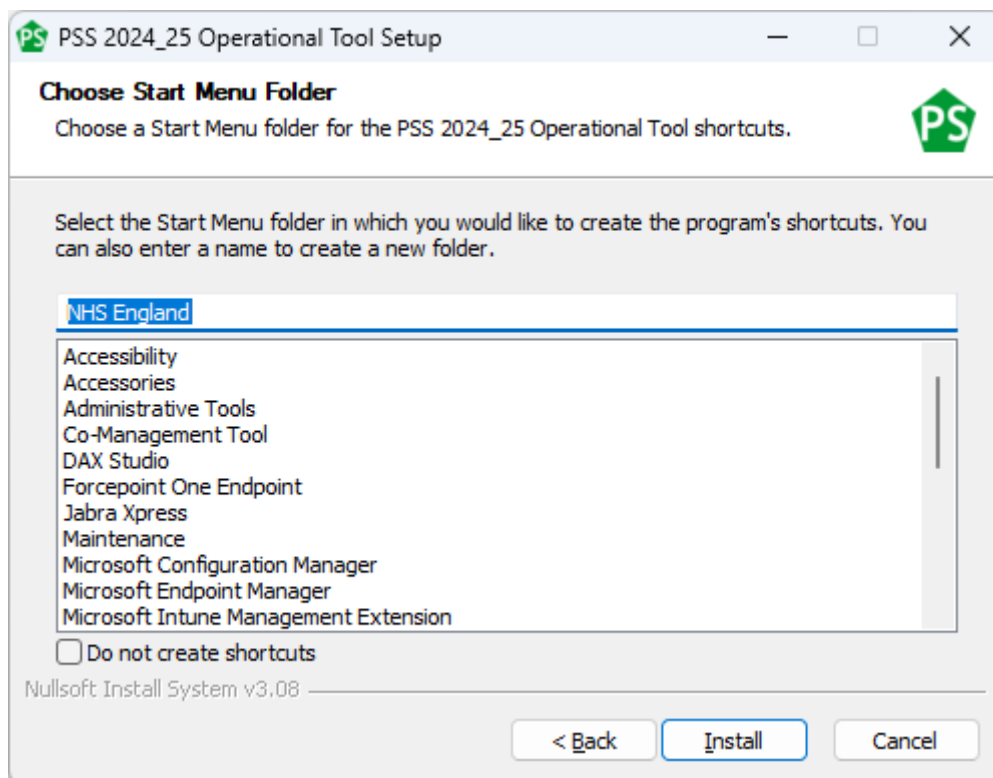 PS PSS 2024_25 Operational Tool Setup
Choose Start Menu Folder
Choose a Start Menu folder for the PSS 2024_25 Operational Tool shortcuts.
PS
Select the Start Menu folder in which you would like to create the program's shortcuts. You
can also enter a name to create a new folder.
NHS England
Accessibility
Accessories
Administrative Tools
Co-Management Tool
DAX Studio
Forcepoint One Endpoint
Jabra Xpress
Maintenance
Microsoft Configuration Manager
Microsoft Endpoint Manager
Microsoft Intune Management Extension
Do not create shortcuts
Nullsoft Install System v3.08
< Back Install Cancel